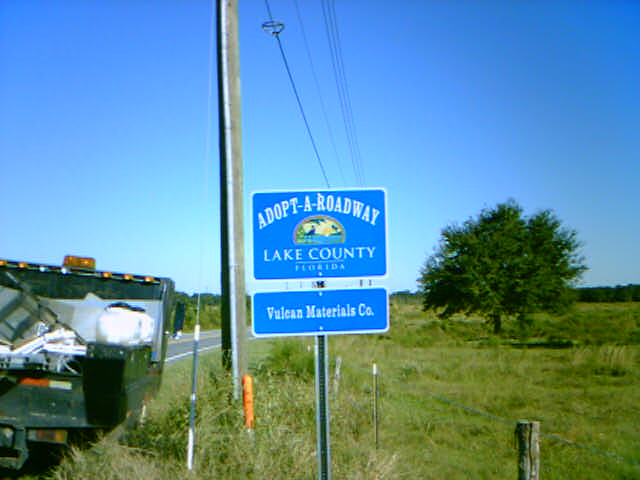 ADOPT-A-ROADWAY
LAKE COUNTY
FLORIDA
Vulcan Materials Co.